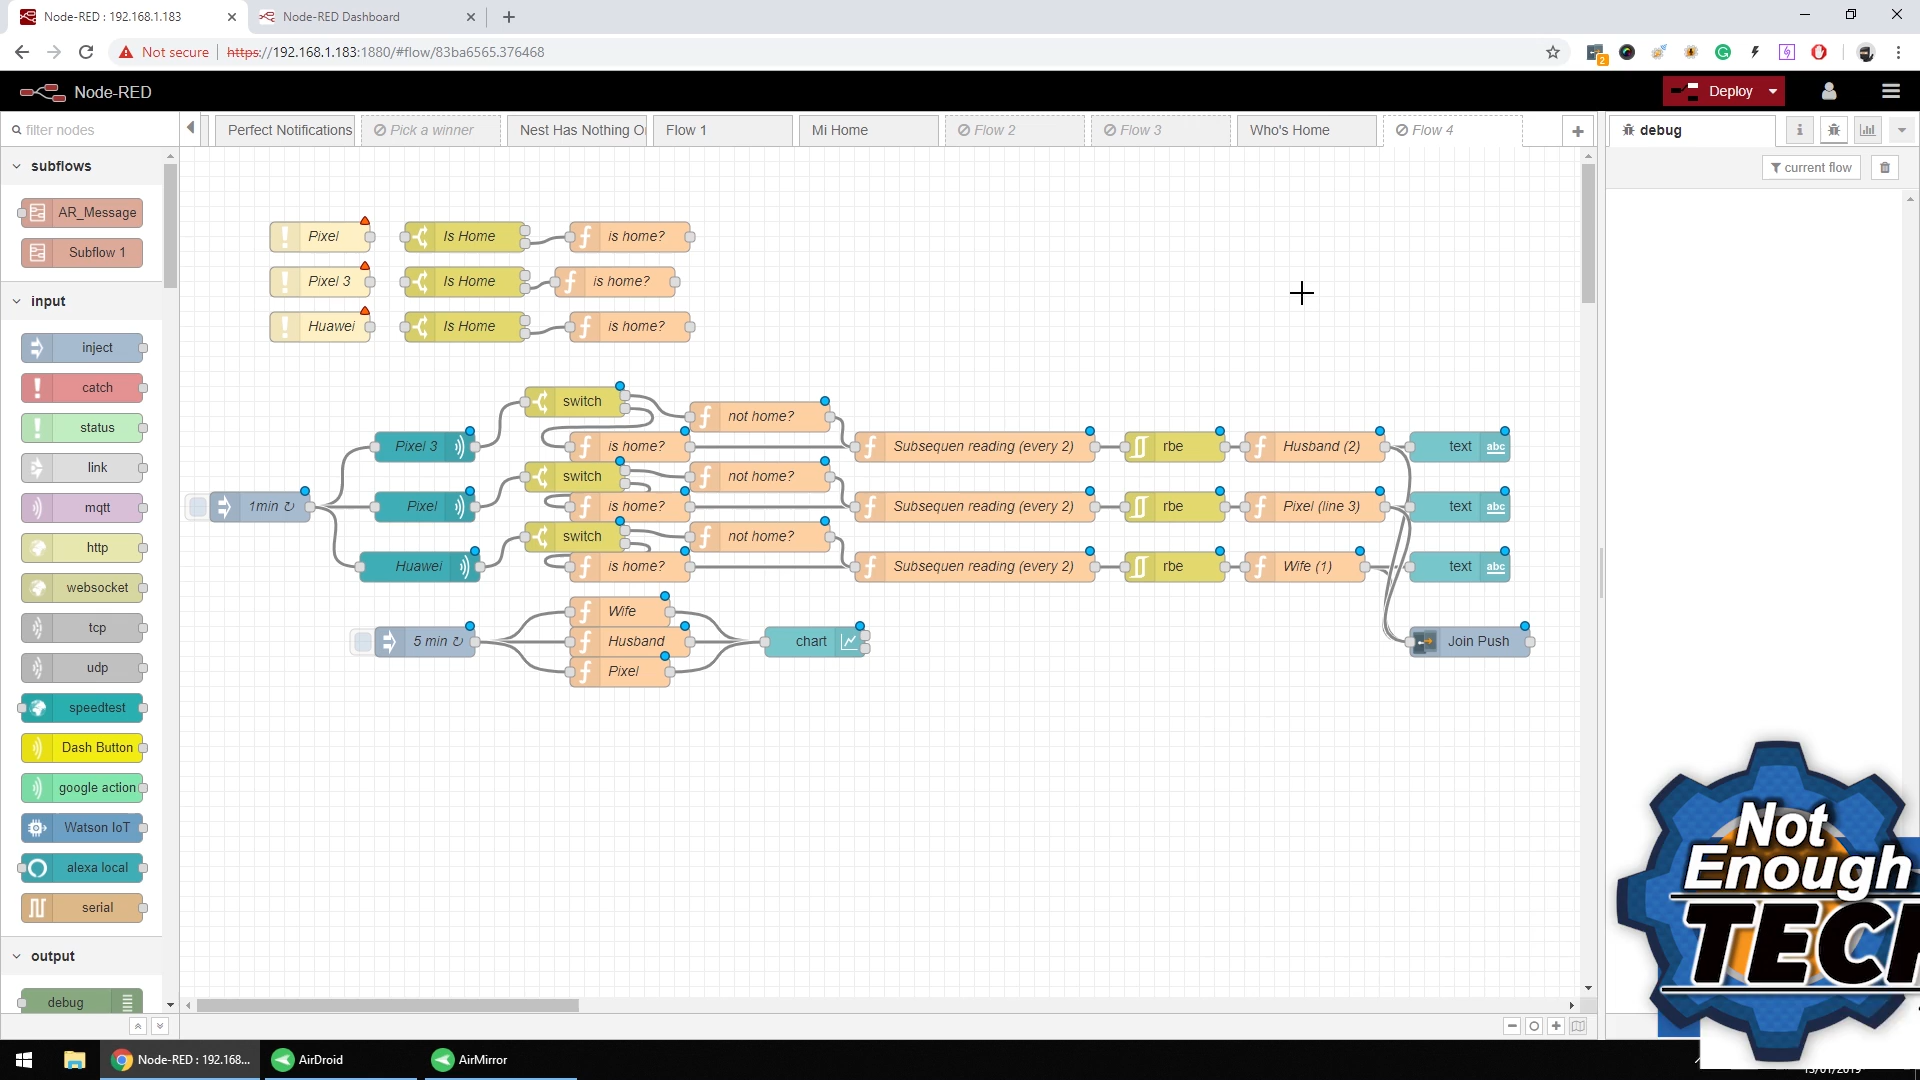 Node-RED : 192.168.1.183
Node-RED Dashboard
Not secure
https://192.168.1.183:1880/#flow/83ba6565.376468
2
Node-RED
Deploy
filter nodes
Perfect Notifications
Pick a winner
Nest Has Nothing O
Flow 1
Mi Home
Flow 2
Flow 3
Who's Home
Flow 4
debug
current flow
subflows
AR_Message
Subflow 1
input
inject
catch
status
link
mqtt
http
websocket
tcp
udp
speedtest
Dash Button
google action
Watson IoT
alexa local
serial
output
debug
Pixel
Is Home
is home?
Pixel 3
Is Home
is home?
Huawei
Is Home
is home?
switch
not home?
Pixel 3
is home?
Subsequen reading (every 2)
rbe
Husband (2)
text abc
switch
not home?
1min ↻
Pixel
is home?
Subsequen reading (every 2)
rbe
Pixel (line 3)
text abc
switch
not home?
Huawei
is home?
Subsequen reading (every 2)
rbe
Wife (1)
text abc
Wife
5 min ↻
Husband
chart
Join Push
Pixel
Not
Enough
TECH
Node-RED : 192.168...
AirDroid
AirMirror
13/01/2019